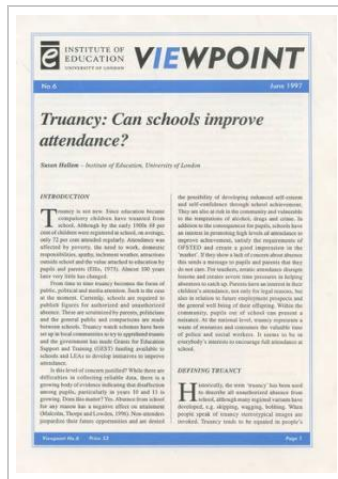 INSTITUTE OF
EDUCATION
UNIVERSITY OF LONDON
VIEWPOINT
No.6
June 1997
Truancy: Can schools improve
attendance?
Susan Hallam – Institute of Education, University of London
INTRODUCTION
Truancy is not new. Since education became
compulsory children have truanted from
school. Although by the early 1900s 88 per
cent of children were registered at school, on average,
only 72 per cent attended regularly. Attendance was
affected by poverty, the need to work, domestic
responsibilities, apathy, inclement weather, attractions
outside school and the value attached to education by
pupils and parents (Ellis, 1973). Almost 100 years
later very little has changed.
From time to time truancy becomes the focus of
public, political and media attention. Such is the case
at the moment. Currently, schools are required to
publish figures for authorised and unauthorised
absence. These are scrutinised by parents, politicians
and the general public and comparisons are made
between schools. Truancy watch schemes have been
set up in local communities to try to apprehend truants
and the government has made Grants for Education
Support and Training (GEST) funding available to
schools and LEAs to develop initiatives to improve
attendance.
Is this level of concern justified? While there are
difficulties in collecting reliable data, there is a
growing body of evidence indicating that disaffection
among pupils, particularly in years 10 and 11 is
growing. Does this matter? Yes. Absence from school
for any reason has a negative effect on attainment
(Malcolm, Thorpe and Lowden, 1996). Non-attenders
jeopardize their future opportunities and are denied
the possibility of developing enhanced self-esteem
and self-confidence through school achievement.
They are also at risk in the community and vulnerable
to the temptations of alcohol, drugs and crime. In
addition to the consequences for pupils, schools have
an interest in promoting high levels of attendance to
improve achievement, satisfy the requirements of
OFSTED and create a good impression in the
'market'. If they show a lack of concern about absence
this sends a message to pupils and parents that they
do not care. For teachers, erratic attendance disrupts
lessons and creates severe time pressures in helping
absentees to catch up. Parents have an interest in their
children's attendance, not only for legal reasons, but
also in relation to future employment prospects and
the general well being of their offspring. Within the
community, pupils out of school can present a
nuisance. At the national level, truancy represents a
waste of resources and consumes the valuable time
of police and social workers. It seems to be in
everybody's interests to encourage full attendance at
school.
DEFINING TRUANCY
Historically, the term 'truancy' has been used
to describe all unauthorised absence from
school, although many regional variants have
developed, e.g. skipping, wagging, bobbing. When
people speak of truancy stereotypical images are
invoked. Truancy tends to be equated in people's
Viewpoint No.6
Price £2
Page 1